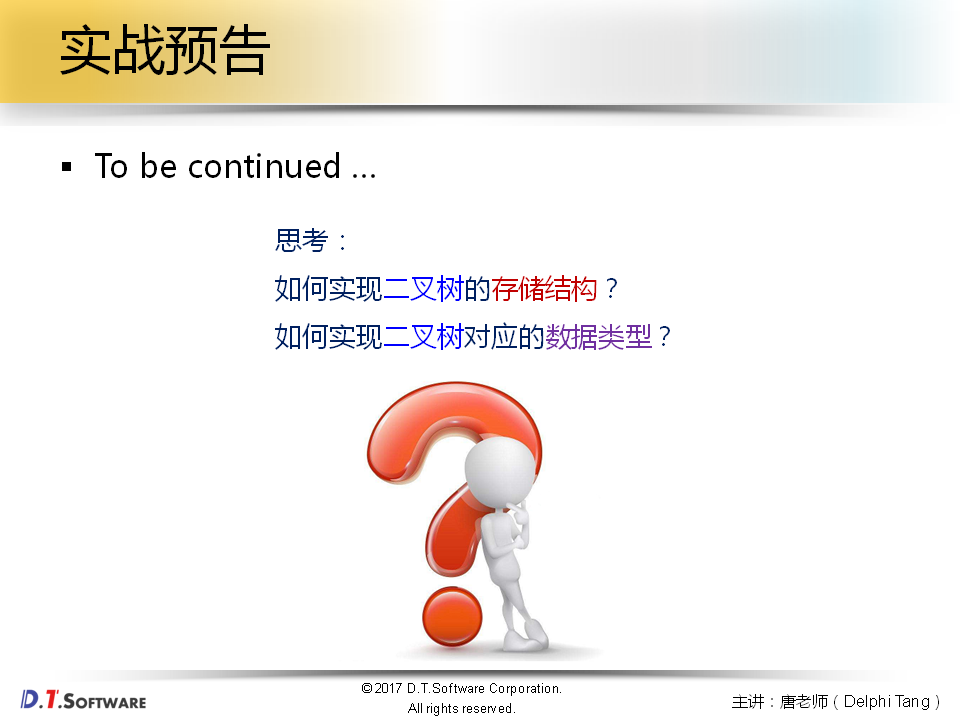 实战预告
▪ To be continued …
思考：
如何实现二叉树的存储结构？
如何实现二叉树对应的数据类型？
D.T.SOFTWARE
©2017 D.T.Software Corporation.
All rights reserved.
主讲：唐老师（Delphi Tang）